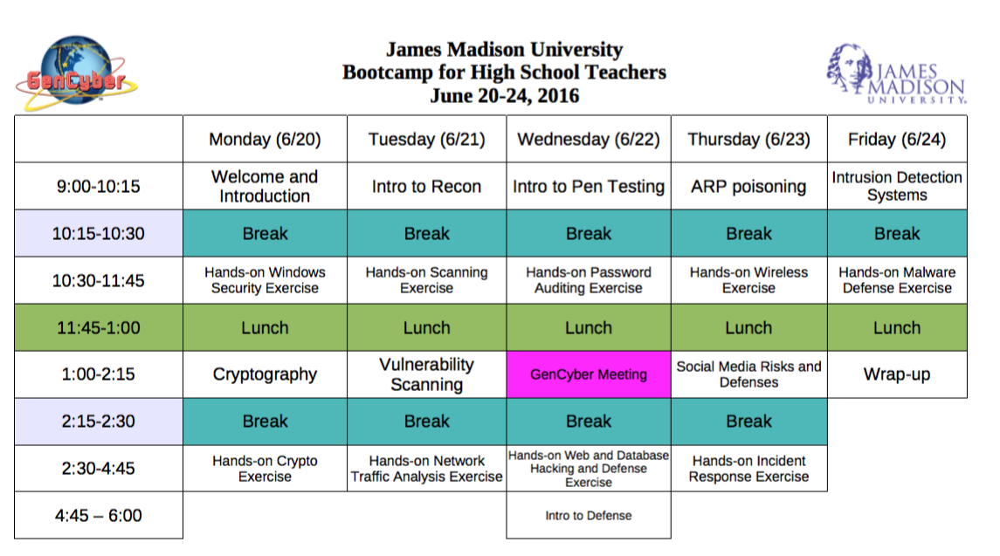 GenCyber
James Madison University
Bootcamp for High School Teachers
June 20-24, 2016
JAMES
MADISON
UNIVERSITY.
Monday (6/20) Tuesday (6/21) Wednesday (6/22) Thursday (6/23) Friday (6/24)
9:00-10:15
Welcome and
Introduction
Intro to Recon
Intro to Pen Testing
ARP poisoning
Intrusion Detection
Systems
10:15-10:30 Break Break Break Break Break
10:30-11:45
Hands-on Windows
Security Exercise
Hands-on Scanning
Exercise
Hands-on Password
Auditing Exercise
Hands-on Wireless
Exercise
Hands-on Malware
Defense Exercise
11:45-1:00 Lunch Lunch Lunch Lunch Lunch
1:00-2:15
Cryptography
Vulnerability
Scanning
GenCyber Meeting
Social Media Risks and
Defenses
Wrap-up
2:15-2:30 Break Break Break Break
2:30-4:45
Hands-on Crypto
Exercise
Hands-on Network
Traffic Analysis Exercise
Hands-on Web and Database
Hacking and Defense
Exercise
Hands-on Incident
Response Exercise
4:45 – 6:00
Intro to Defense